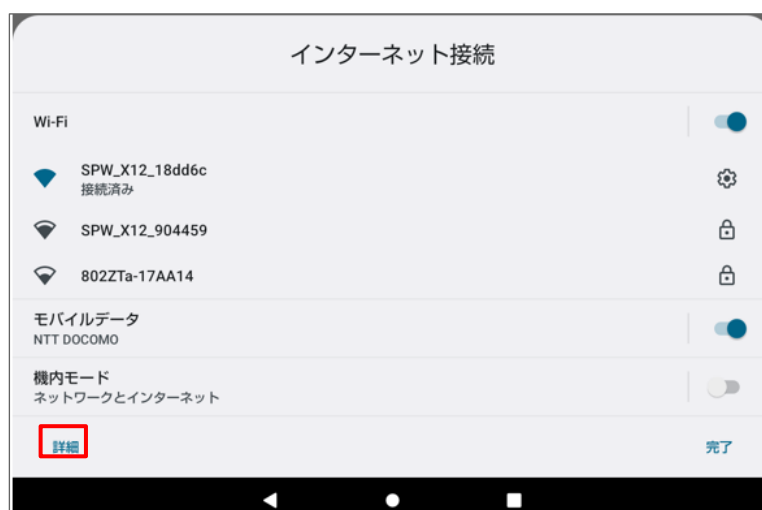 インターネット接続
Wi-Fi
SPW_X12_18dd6c
接続済み
SPW_X12_904459
802ZTa-17AA14
モバイルデータ
NTT DOCOMO
機内モード
ネットワークとインターネット
詳細
完了